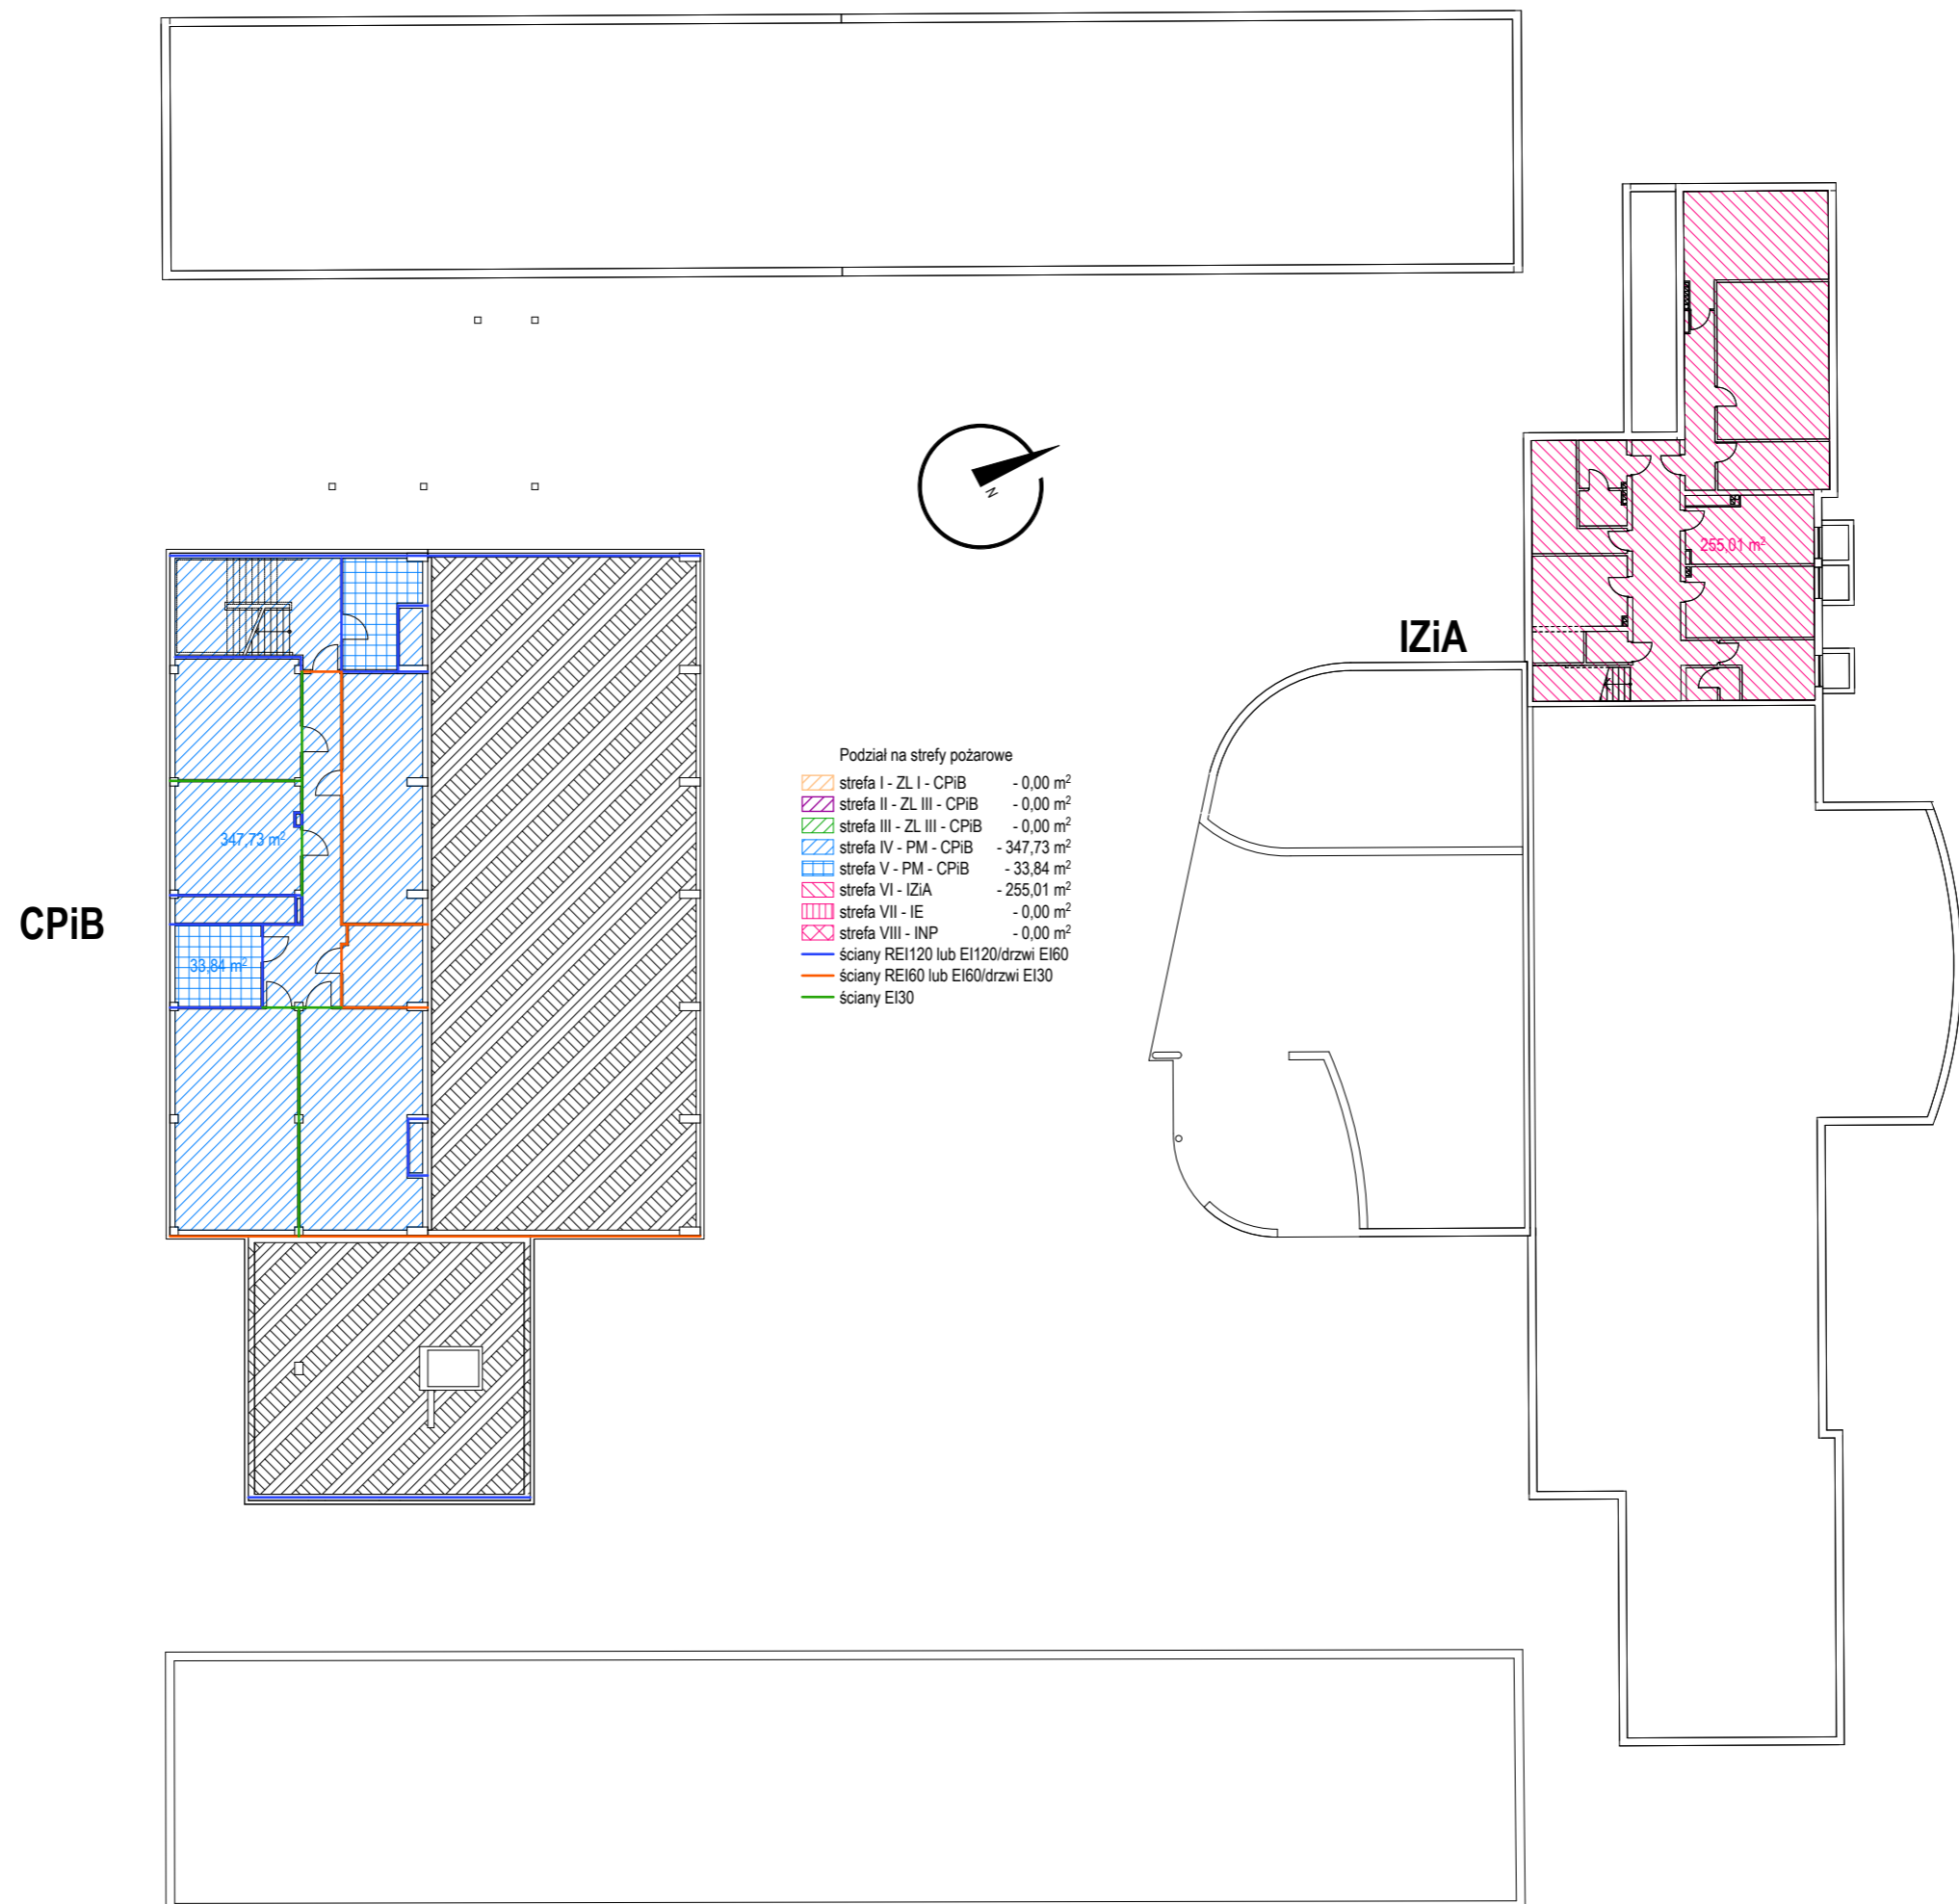 N
255,01 m²
IZiA
Podział na strefy pożarowe
strefa I - ZL I - CPiB - 0,00 m²
strefa II - ZL III - CPiB - 0,00 m²
strefa III - ZL III - CPiB - 0,00 m²
strefa IV - PM - CPiB - 347,73 m²
strefa V - PM - CPiB - 33,84 m²
strefa VI - IZiA - 255,01 m²
strefa VII - IE - 0,00 m²
strefa VIII - INP - 0,00 m²
ściany REI120 lub EI120/drzwi EI60
ściany REI60 lub EI60/drzwi EI30
ściany EI30
347,73 m²
CPiB
33,84 m²